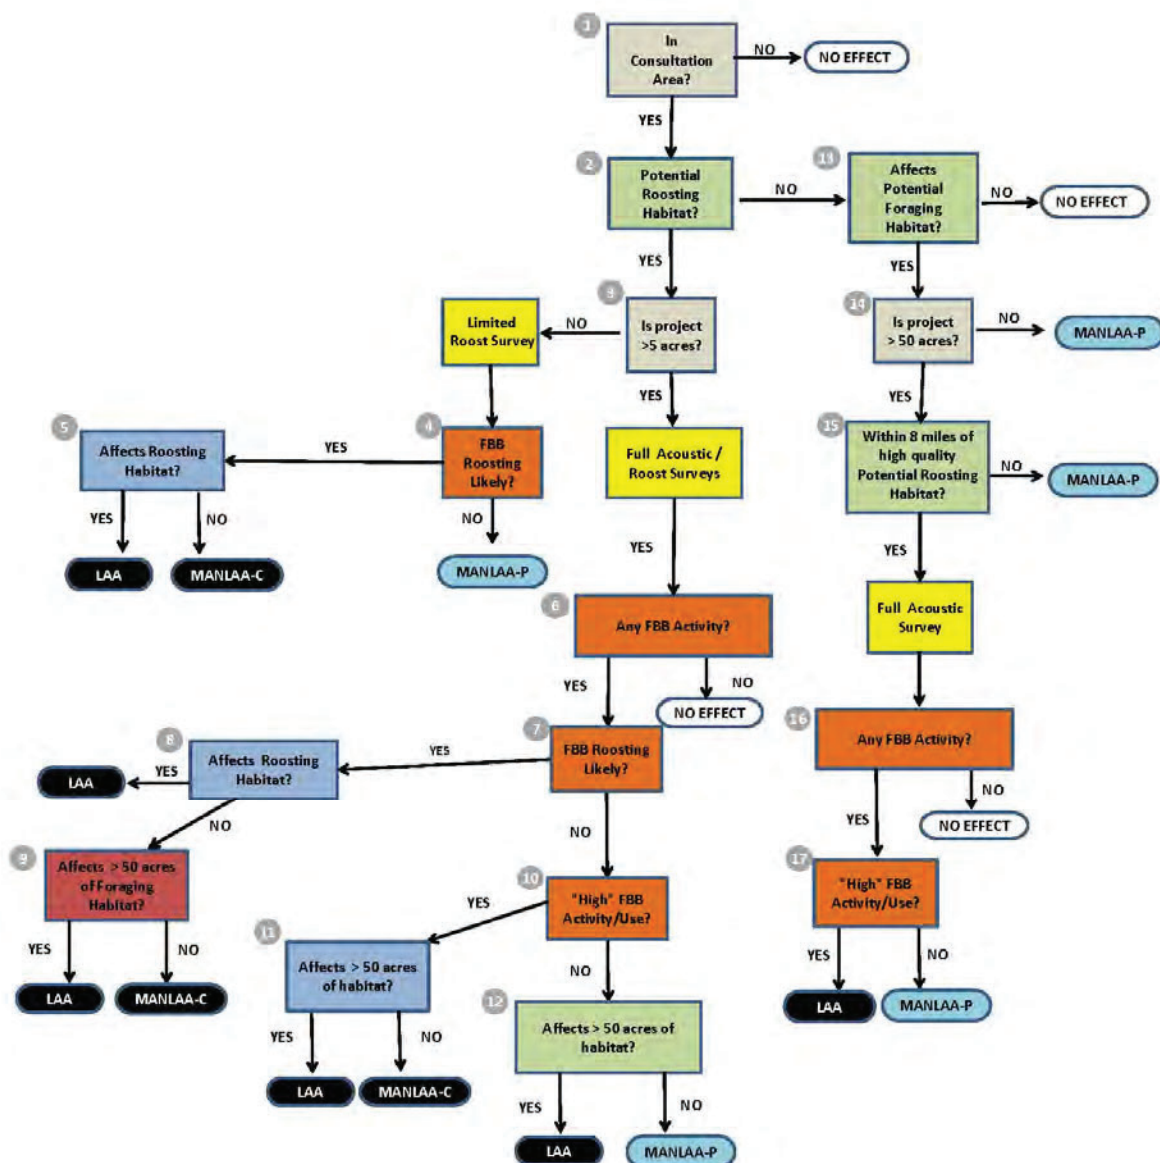 1
In
Consultation
Area?
NO
NO EFFECT
YES
2
Potential
Roosting
Habitat?
NO
13
Affects
Potential
Foraging
Habitat?
NO
NO EFFECT
YES
YES
3
Is project
>5 acres?
NO
Limited
Roost Survey
14
Is project
> 50 acres?
NO
MANLAA-P
YES
YES
5
Affects Roosting
Habitat?
YES
4
FBB
Roosting
Likely?
Full Acoustic /
Roost Surveys
15
Within 8 miles of
high quality
Potential Roosting
Habitat?
NO
MANLAA-P
YES
NO
NO
YES
YES
LAA
MANLAA-C
MANLAA-P
6
Any FBB Activity?
Full Acoustic
Survey
YES
NO
NO EFFECT
8
Affects Roosting
Habitat?
YES
7
FBB Roosting
Likely?
16
Any FBB Activity?
LAA
YES
NO
NO
YES
NO
NO EFFECT
9
Affects > 50 acres
of Foraging
Habitat?
10
"High" FBB
Activity/Use?
17
"High" FBB
Activity/Use?
YES
YES
NO
11
Affects > 50 acres
of habitat?
NO
YES
NO
LAA
MANLAA-C
12
Affects > 50 acres of
habitat?
LAA
MANLAA-P
YES
NO
LAA
MANLAA-C
YES
NO
LAA
MANLAA-P